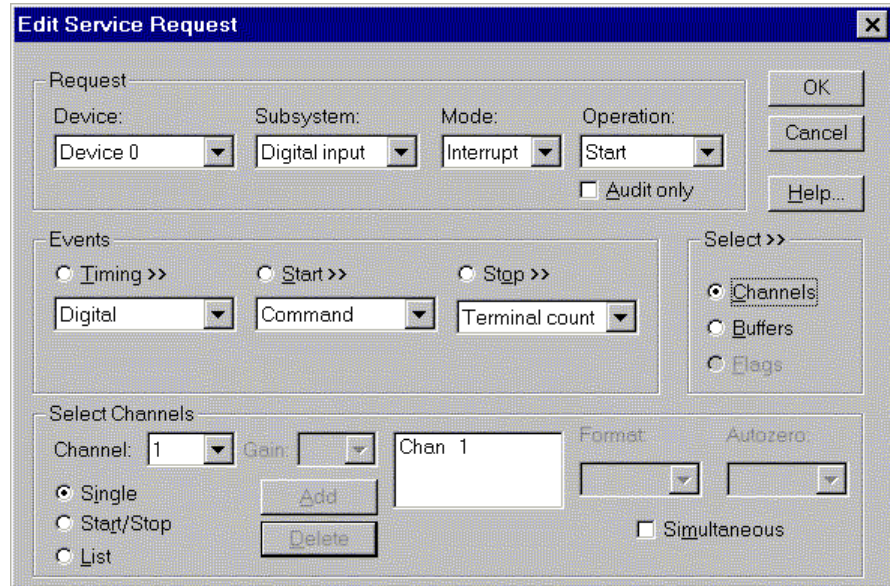 Edit Service Request
Request
OK
Device: Subsystem: Mode: Operation:
Device 0 Digital input Interrupt Start
Cancel
Audit only
Help...
Events
Select >>
Timing >> Start >> Stop >>
Channels
Digital Command Terminal count
Buffers
Flags
Select Channels
Channel: 1 Gain: Chan 1 Format: Autozero:
Single
Add
Start/Stop
Simultaneous
Delete
List